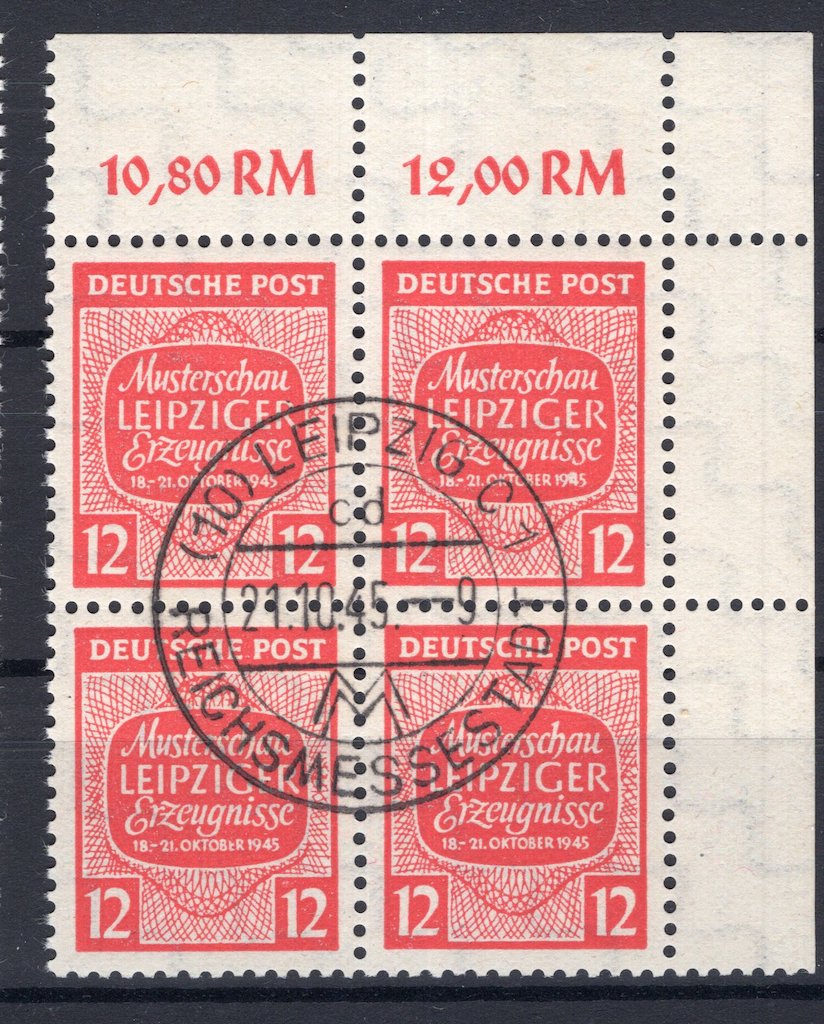 10,80 RM 12,00 RM
DEUTSCHE POST
Musterschau
LEIPZIGER
Erzeugnisse
18.-21. OKTOBER 1945
12 12
DEUTSCHE POST
Musterschau
LEIPZIGER
Erzeugnisse
18.-21. OKTOBER 1945
12 12
DEUTSCHE POST
Musterschau
LEIPZIGER
Erzeugnisse
18.-21. OKTOBER 1945
12 12
DEUTSCHE POST
Musterschau
LEIPZIGER
Erzeugnisse
18.-21. OKTOBER 1945
12 12
(10) LEIPZIG C 1
cd
21.10.45.-9
REICHSMESSESTADT